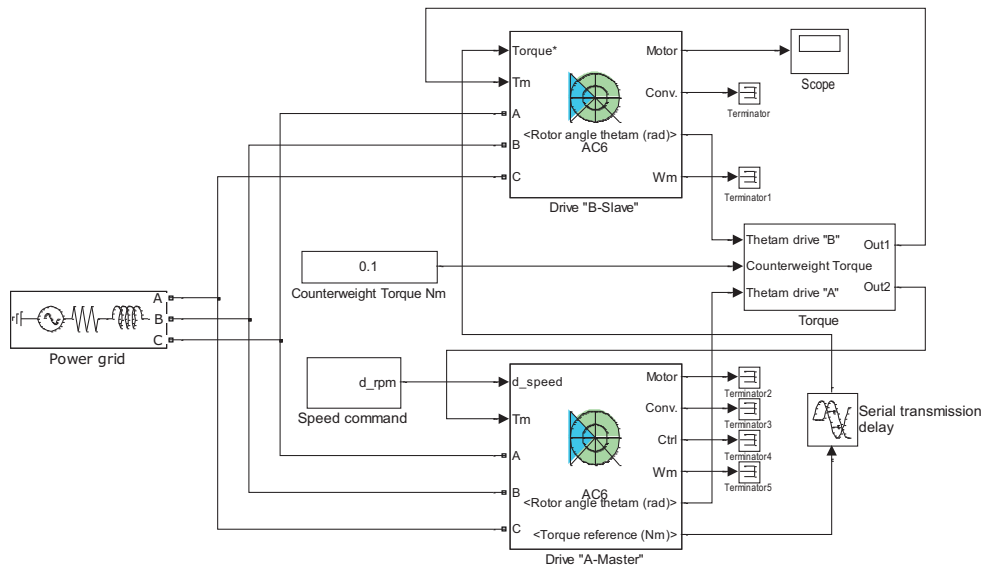 Torque*
Motor
Scope
Tm
Conv.
Terminator
A
<Rotor angle thetam (rad)>
AC6
B
C
Wm
Terminator1
Drive "B-Slave"
Thetam drive "B"
Out1
0.1
Counterweight Torque
Counterweight Torque Nm
Thetam drive "A"
Out2
Torque
A
B
C
Power grid
d_rpm
Speed command
d_speed
Motor
Terminator2
Tm
Conv.
Terminator3
Ctrl
Terminator4
A
Wm
Terminator5
Serial transmission
delay
AC6
B
<Rotor angle thetam (rad)>
C
<Torque reference (Nm)>
Drive "A-Master"